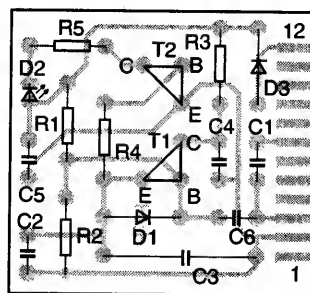 R5 T2 R3 12
D2 C B D3
E
R1 T1 C4 C1
R4 C
C5 E B
C2 R2 D1 C6
C3 1